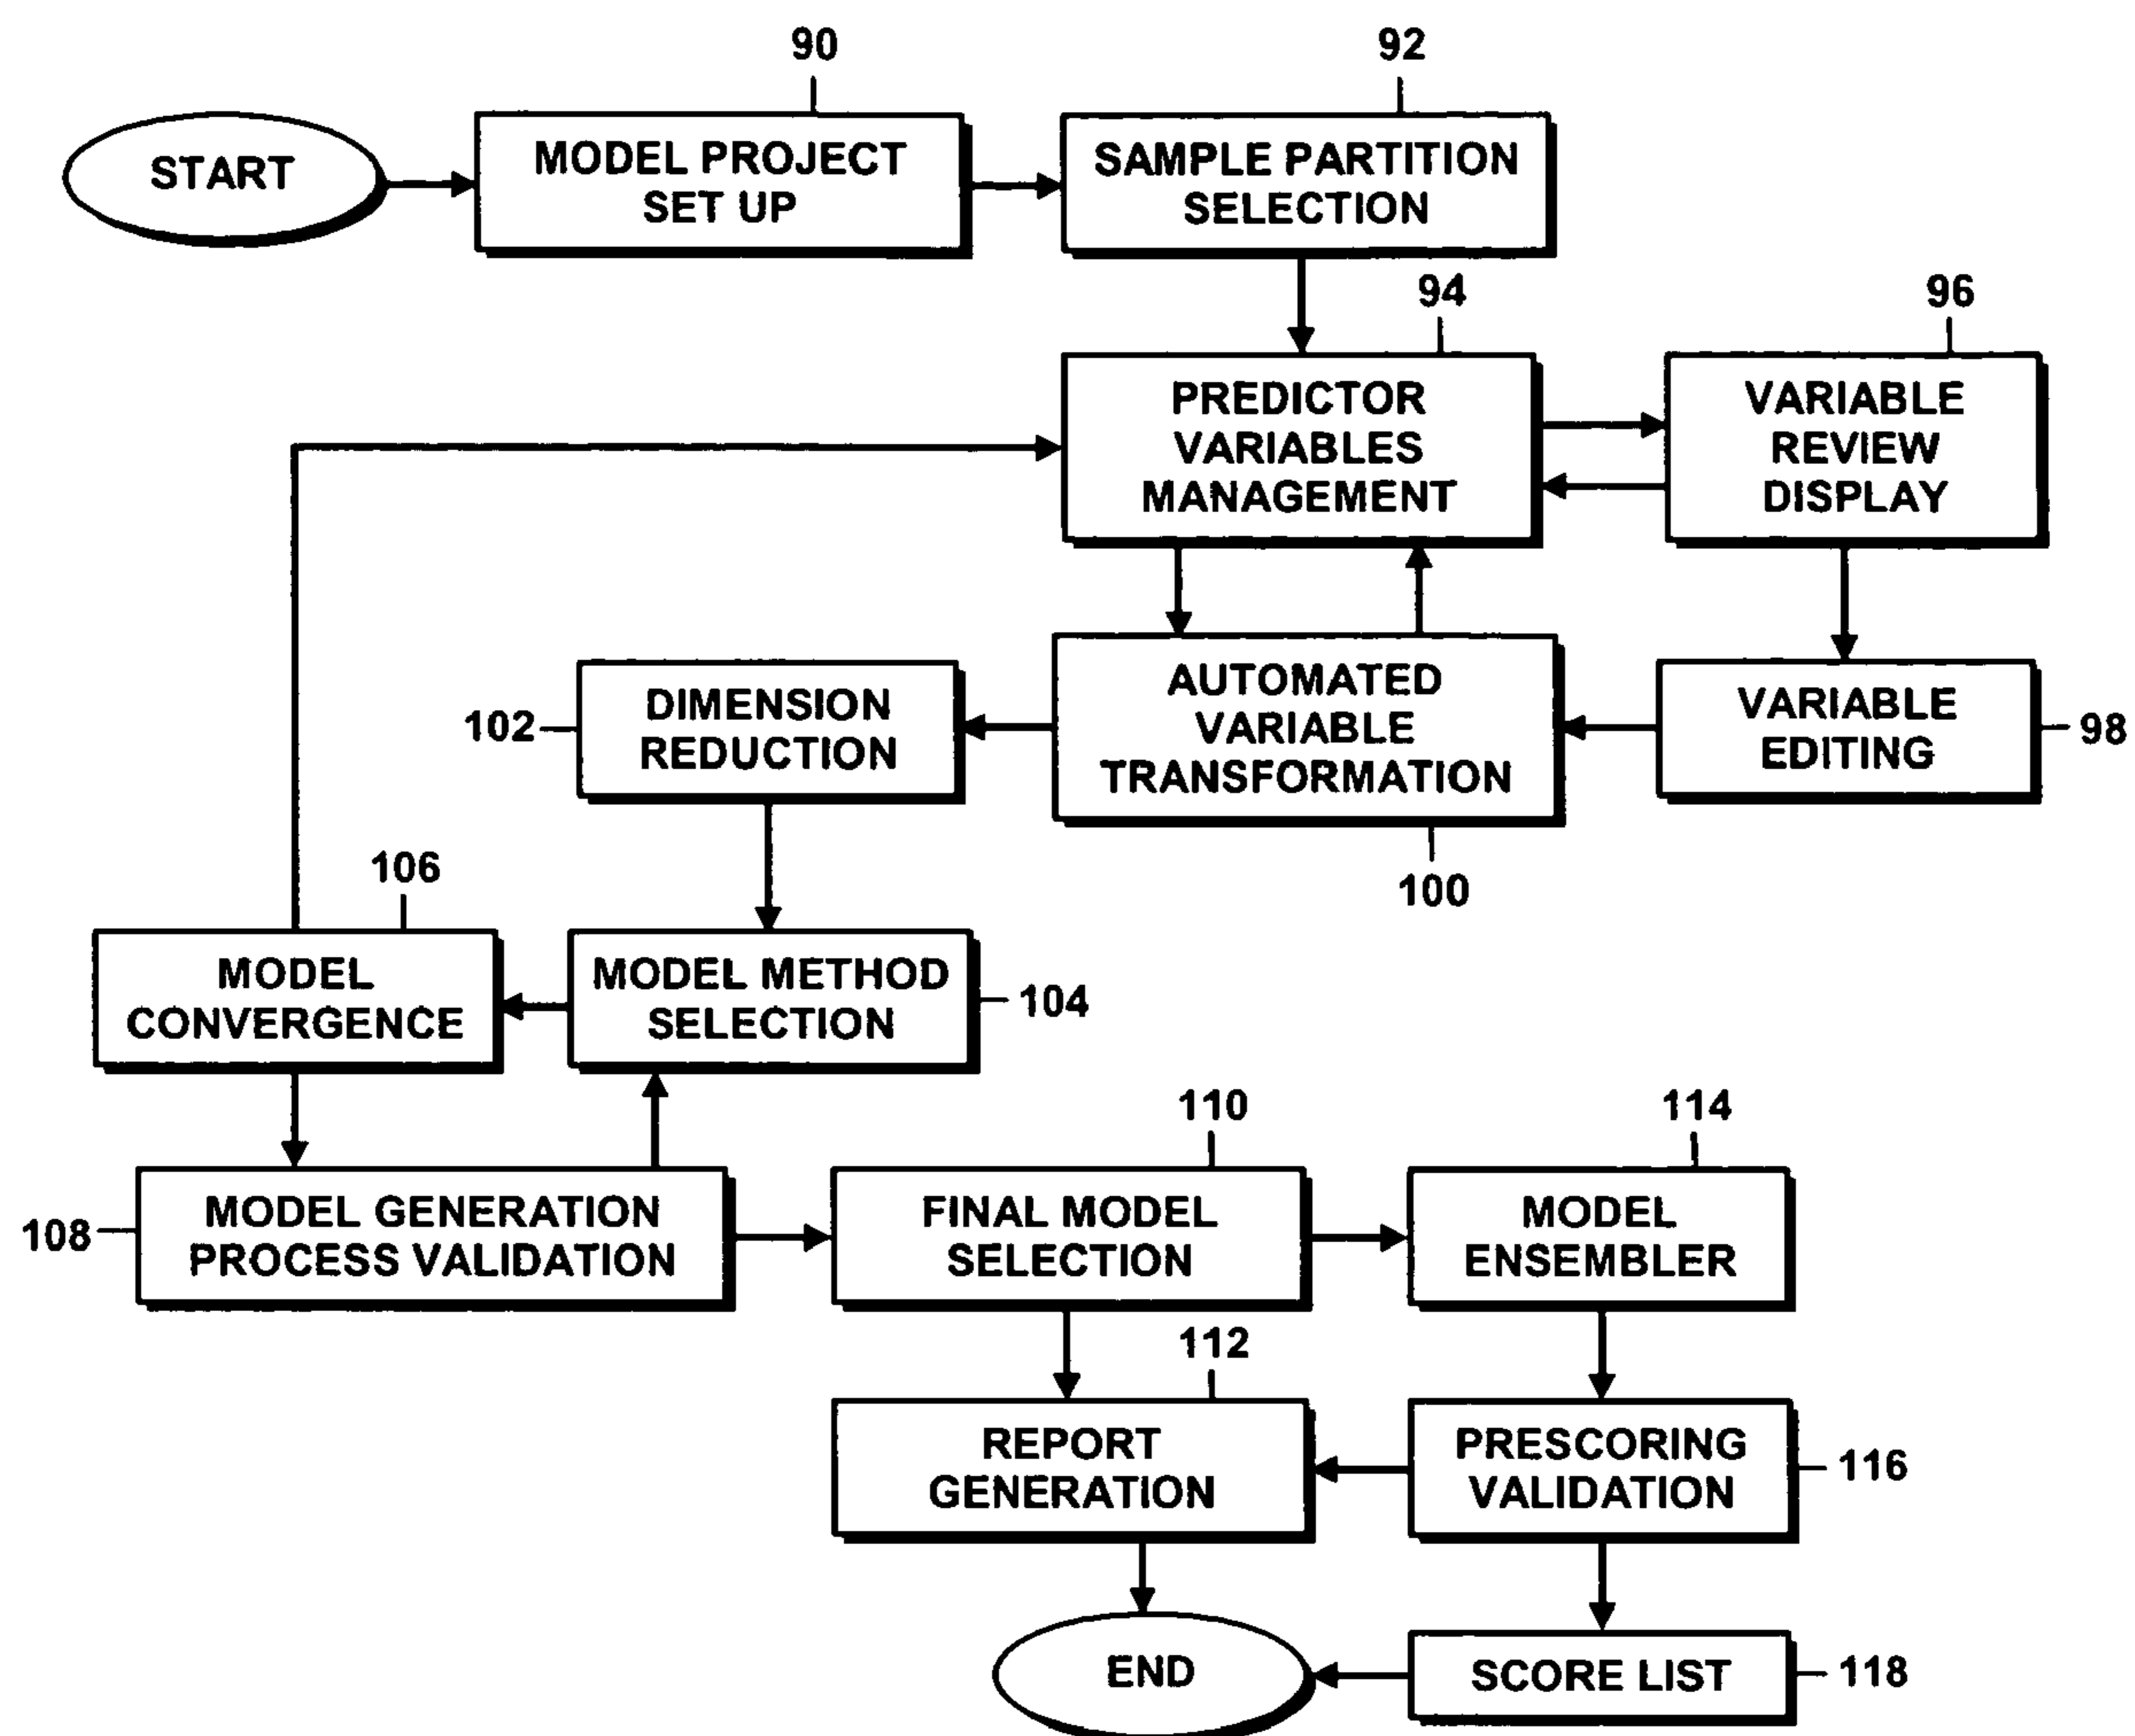 90
92
START
MODEL PROJECT
SET UP
SAMPLE PARTITION
SELECTION
94
96
PREDICTOR
VARIABLES
MANAGEMENT
VARIABLE
REVIEW
DISPLAY
102
DIMENSION
REDUCTION
AUTOMATED
VARIABLE
TRANSFORMATION
VARIABLE
EDITING
98
100
106
MODEL
CONVERGENCE
MODEL METHOD
SELECTION
104
110
114
108
MODEL GENERATION
PROCESS VALIDATION
FINAL MODEL
SELECTION
MODEL
ENSEMBLER
112
REPORT
GENERATION
PRESCORING
VALIDATION
116
END
SCORE LIST
118